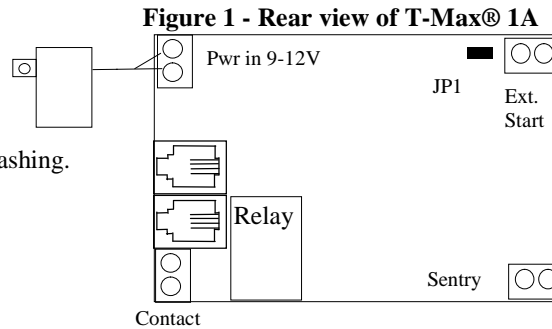 Figure 1 - Rear view of T-Max® 1A
Pwr in 9-12V
JP1
Ext.
Start
ashing.
Relay
Sentry
Contact